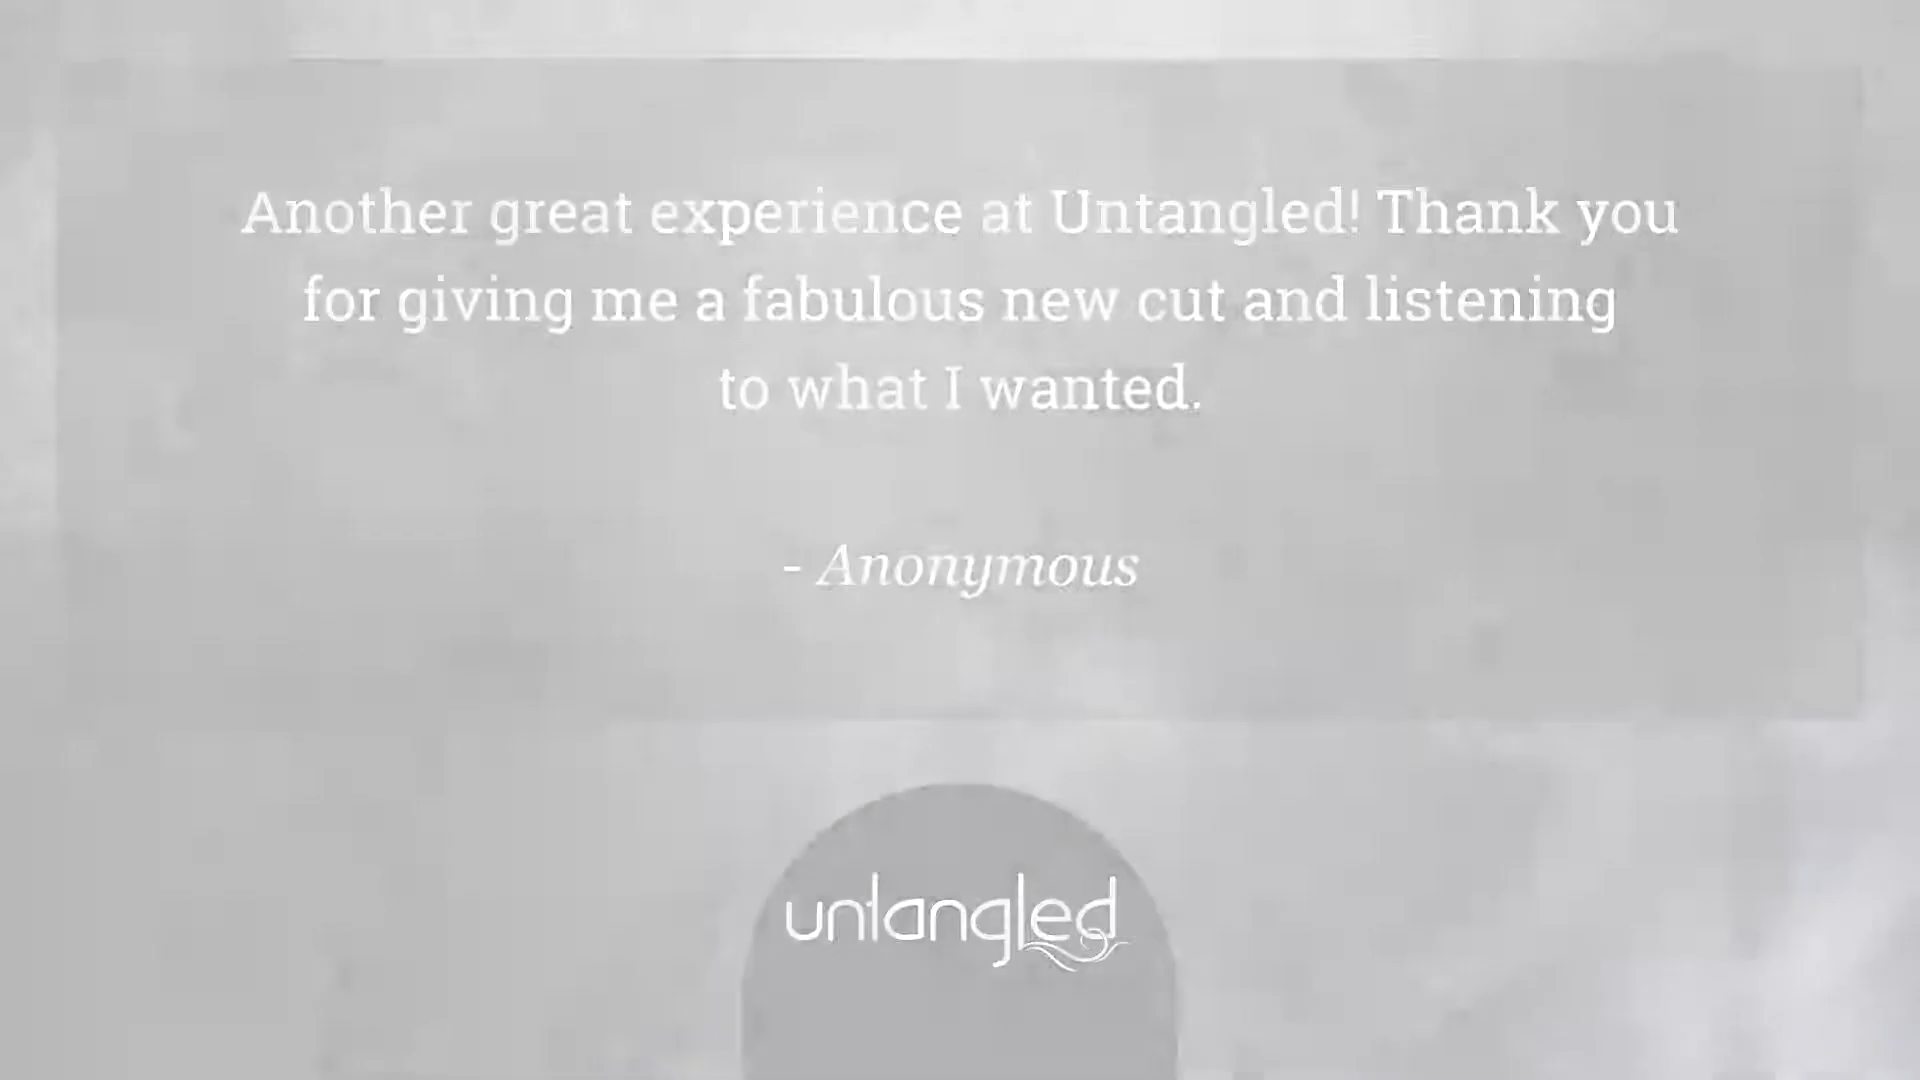 Another great experience at Untangled! Thank you
for giving me a fabulous new cut and listening
to what I wanted.
- Anonymous
untangled